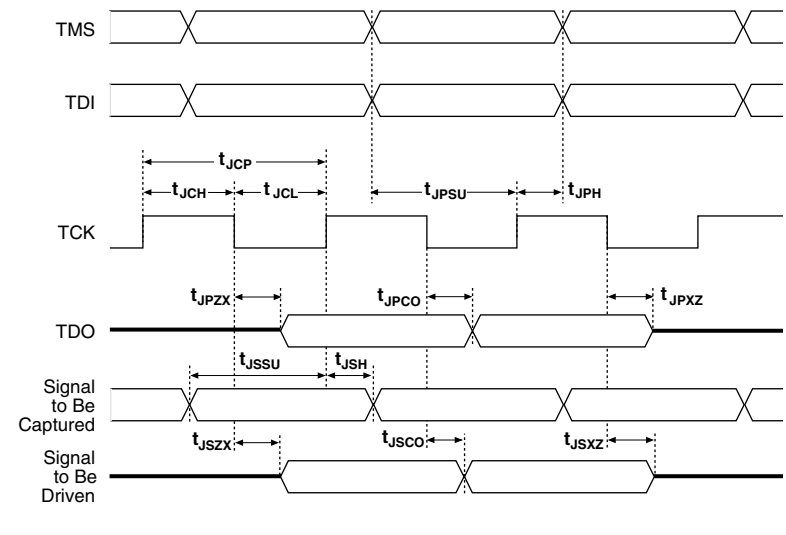 TMS
TDI
tJCP
tJCH
tJCL
tJPSU
tJPH
TCK
tJPZX
tJPCO
tJPXZ
TDO
tJSSU
tJSH
Signal
to Be
Captured
tJSZX
tJSCO
tJSXZ
Signal
to Be
Driven